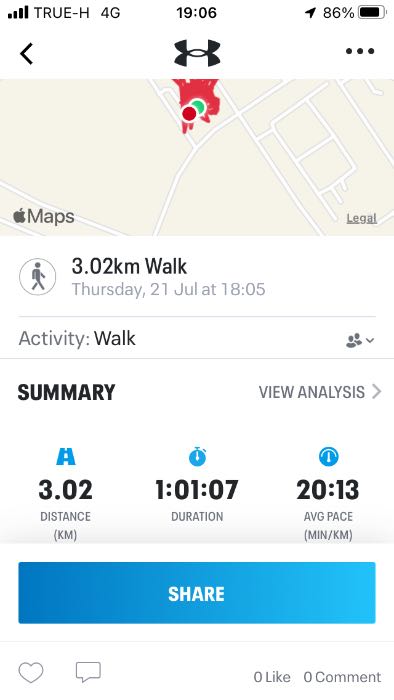 TRUE-H 4G 19:06 86%
Maps
Legal
3.02km Walk
Thursday, 21 Jul at 18:05
Activity: Walk
SUMMARY VIEW ANALYSIS
3.02 1:01:07 20:13
DISTANCE DURATION AVG PACE
(KM) (MIN/KM)
SHARE
0 Like 0 Comment